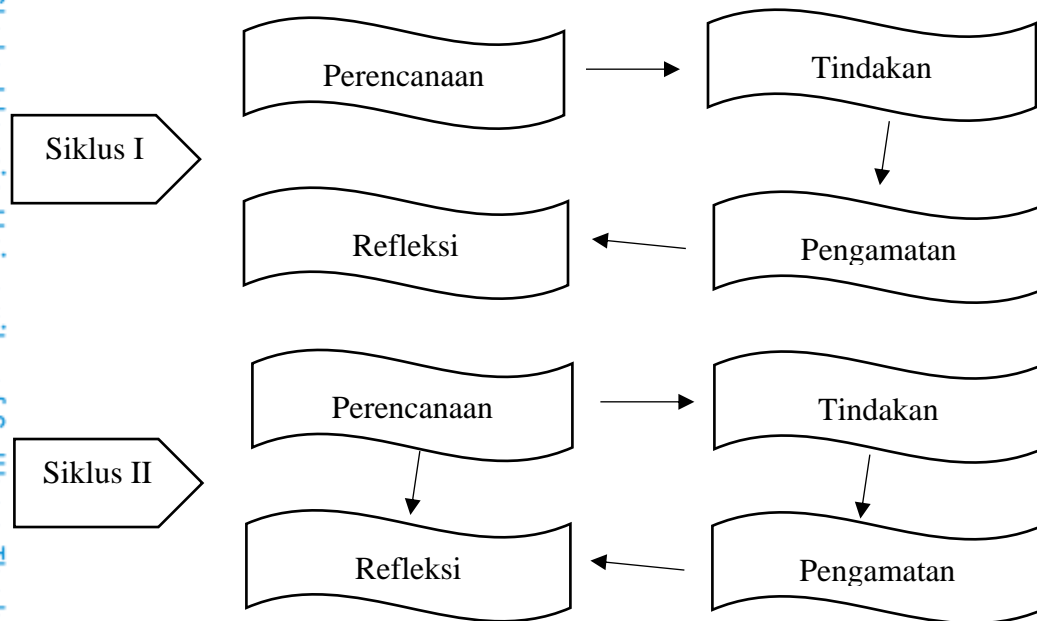 Perencanaan
Tindakan
Siklus I
Refleksi
Pengamatan
Perencanaan
Tindakan
Siklus II
Refleksi
Pengamatan